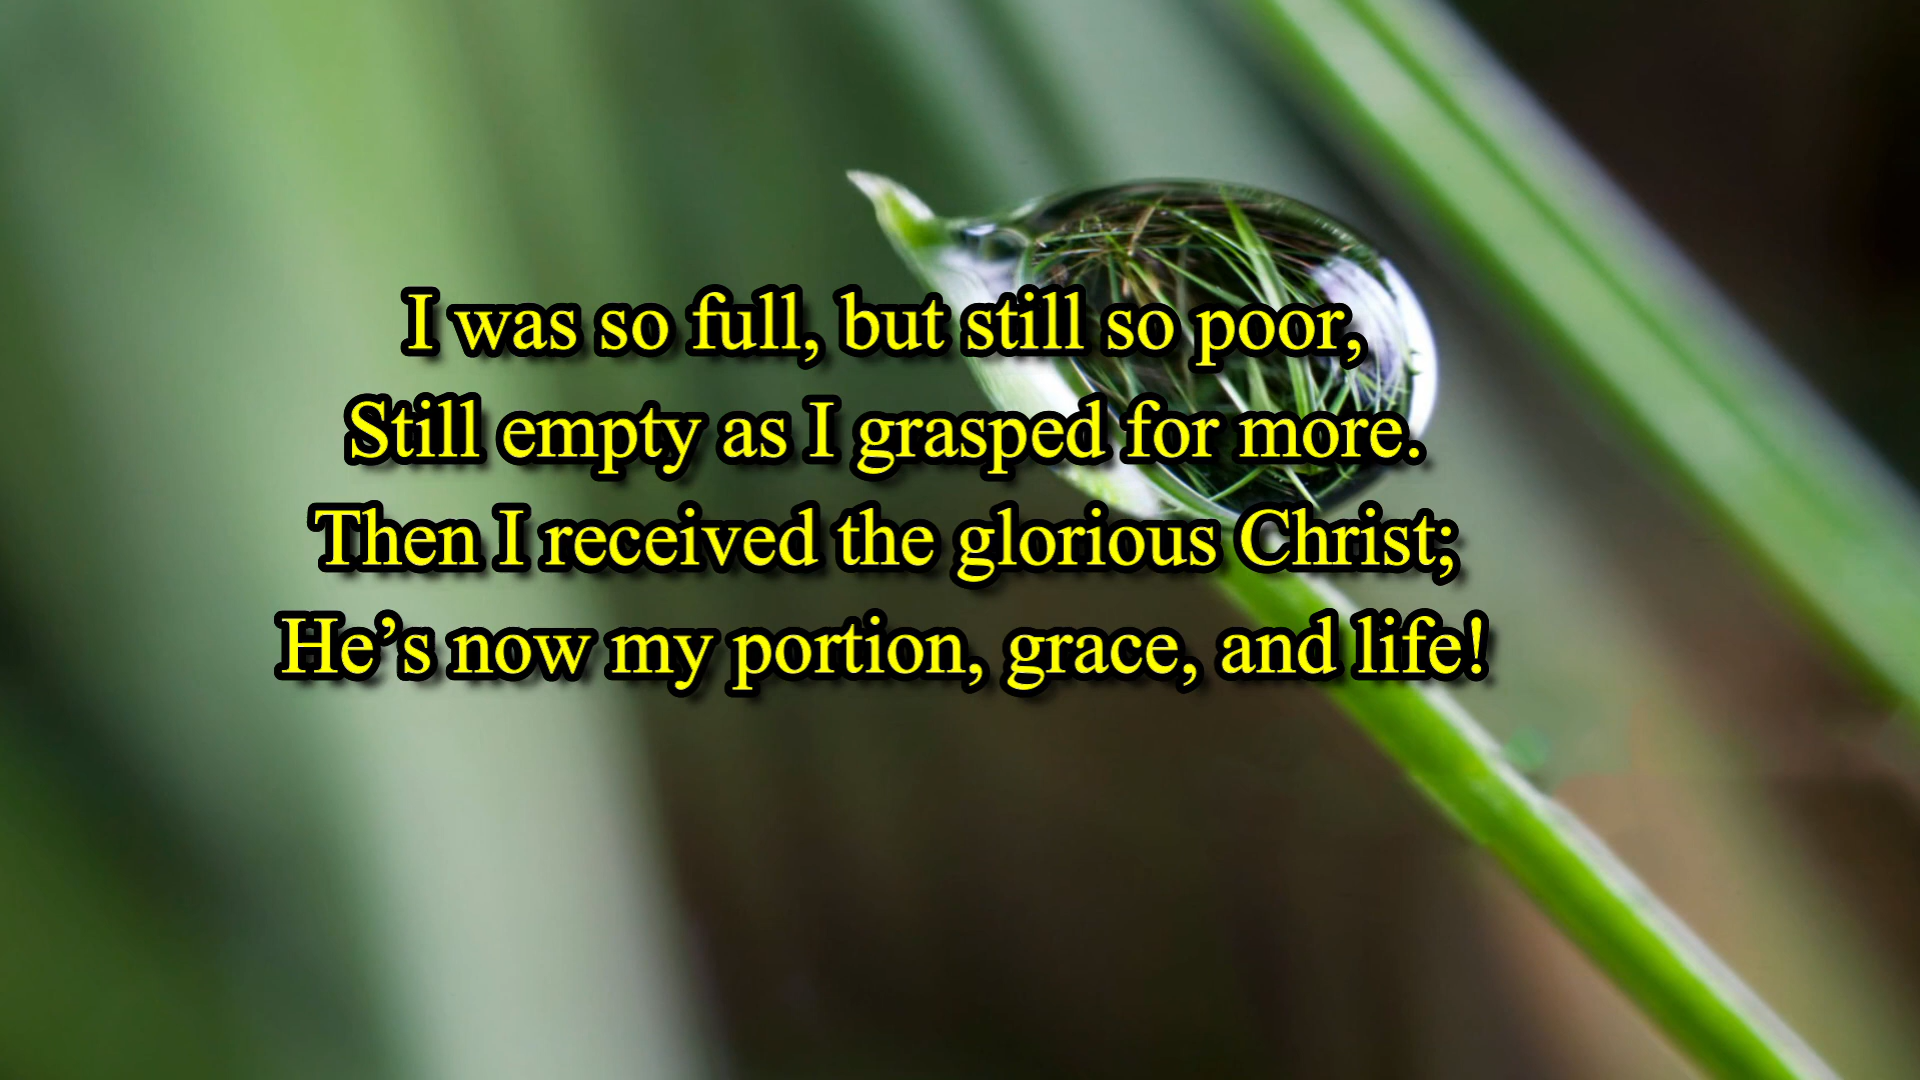 I was so full, but still so poor,
Still empty as I grasped for more.
Then I received the glorious Christ;
He’s now my portion, grace, and life!